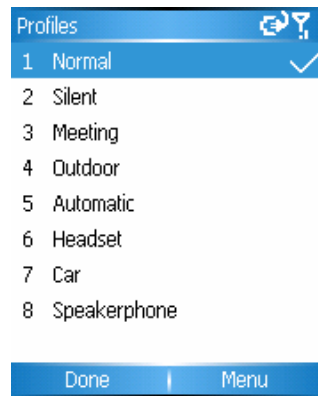 Profiles
1 Normal
2 Silent
3 Meeting
4 Outdoor
5 Automatic
6 Headset
7 Car
8 Speakerphone
Done Menu